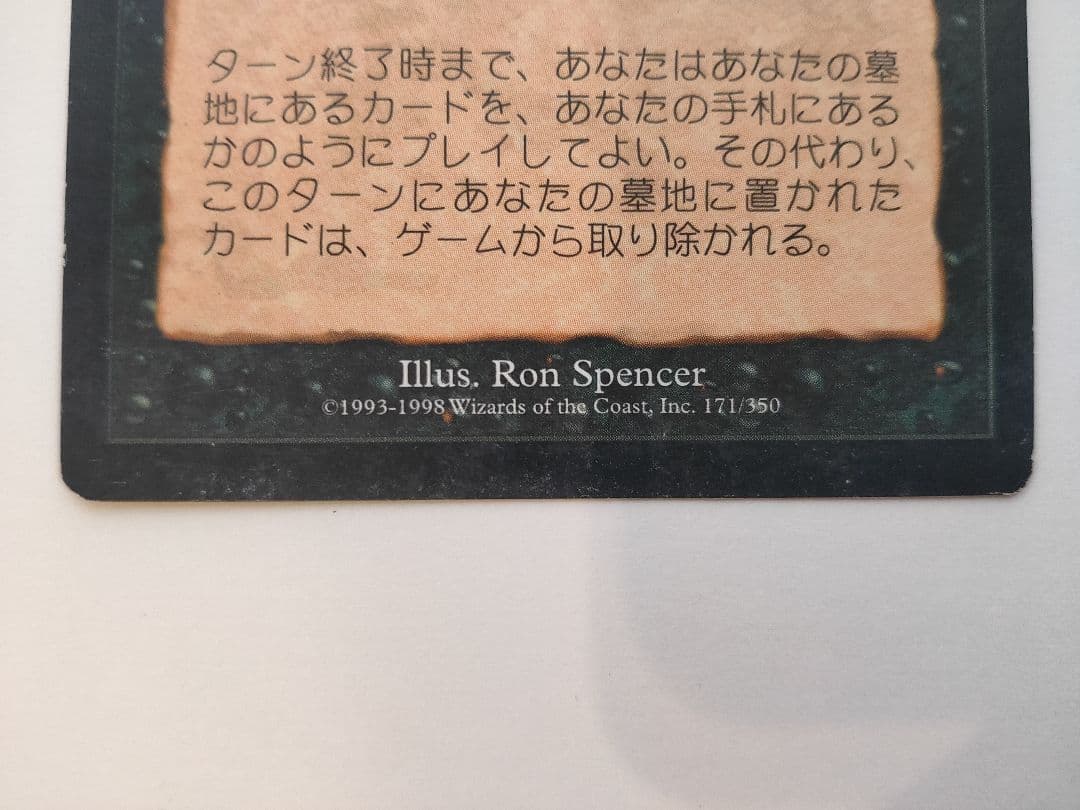 ターン終了時まで、あなたはあなたの墓
地にあるカードを、あなたの手札にある
かのようにプレイしてよい。その代わり、
このターンにあなたの墓地に置かれた
カードは、ゲームから取り除かれる。
Illus. Ron Spencer
©1993-1998 Wizards of the Coast, Inc. 171/350